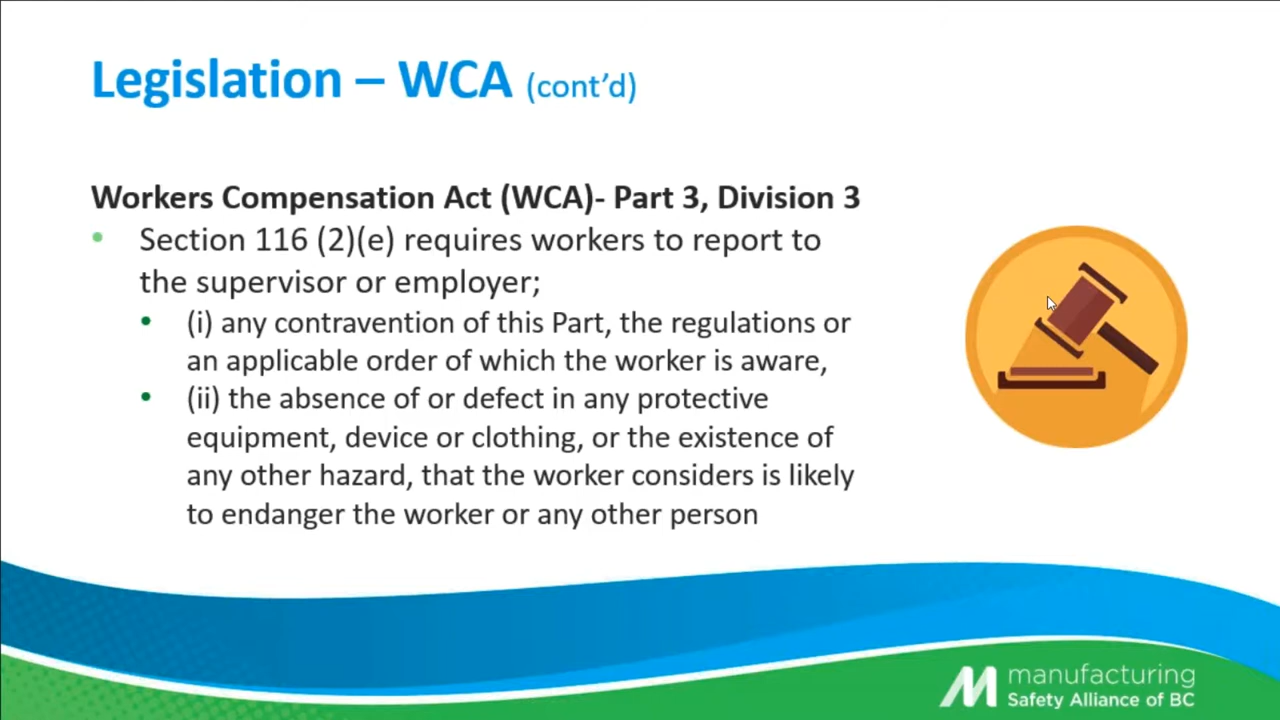 Legislation – WCA (cont’d)
Workers Compensation Act (WCA)- Part 3, Division 3
• Section 116 (2)(e) requires workers to report to
the supervisor or employer;
• (i) any contravention of this Part, the regulations or
an applicable order of which the worker is aware,
• (ii) the absence of or defect in any protective
equipment, device or clothing, or the existence of
any other hazard, that the worker considers is likely
to endanger the worker or any other person
manufacturing
Safety Alliance of BC